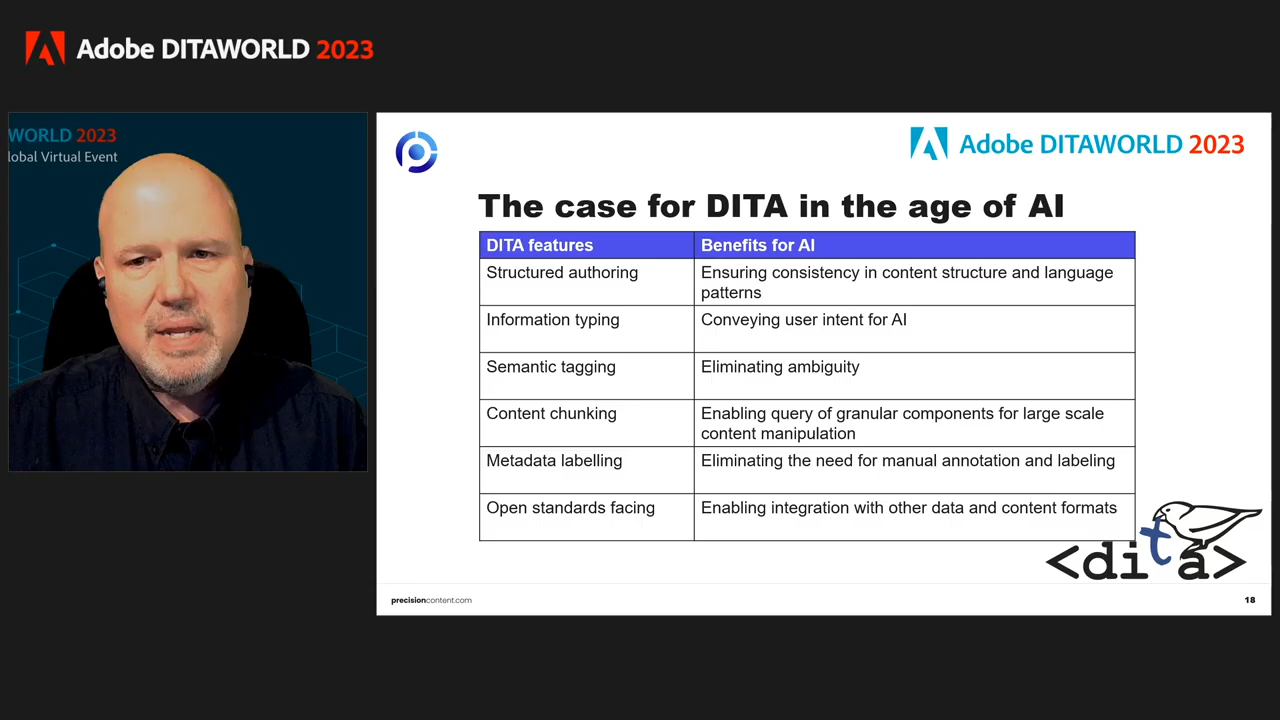 Adobe DITAWORLD 2023
WORLD 2023
lobal Virtual Event
Adobe DITAWORLD 2023
The case for DITA in the age of AI
DITA features
Benefits for AI
Structured authoring
Ensuring consistency in content structure and language
patterns
Information typing
Conveying user intent for AI
Semantic tagging
Eliminating ambiguity
Content chunking
Enabling query of granular components for large scale
content manipulation
Metadata labelling
Eliminating the need for manual annotation and labeling
Open standards facing
Enabling integration with other data and content formats
<dita>
precisioncontent.com
18